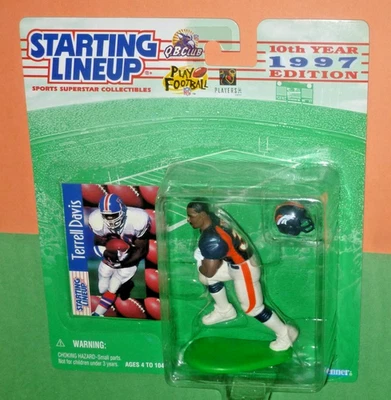 STARTING
LINEUP
SPORTS SUPERSTAR COLLECTIBLES
Q.B.CLUB
PLAY
FOOTBALL
PLAYERS
10th YEAR
1997
EDITION
Terrell Davis
STARTING
LINEUP
WARNING:
CHOKING HAZARD-Small parts.
Not for children under 3 years.
AGES 4 TO 104
Kenner